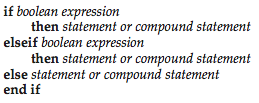 if boolean expression
then statement or compound statement
elseif boolean expression
then statement or compound statement
else statement or compound statement
end if